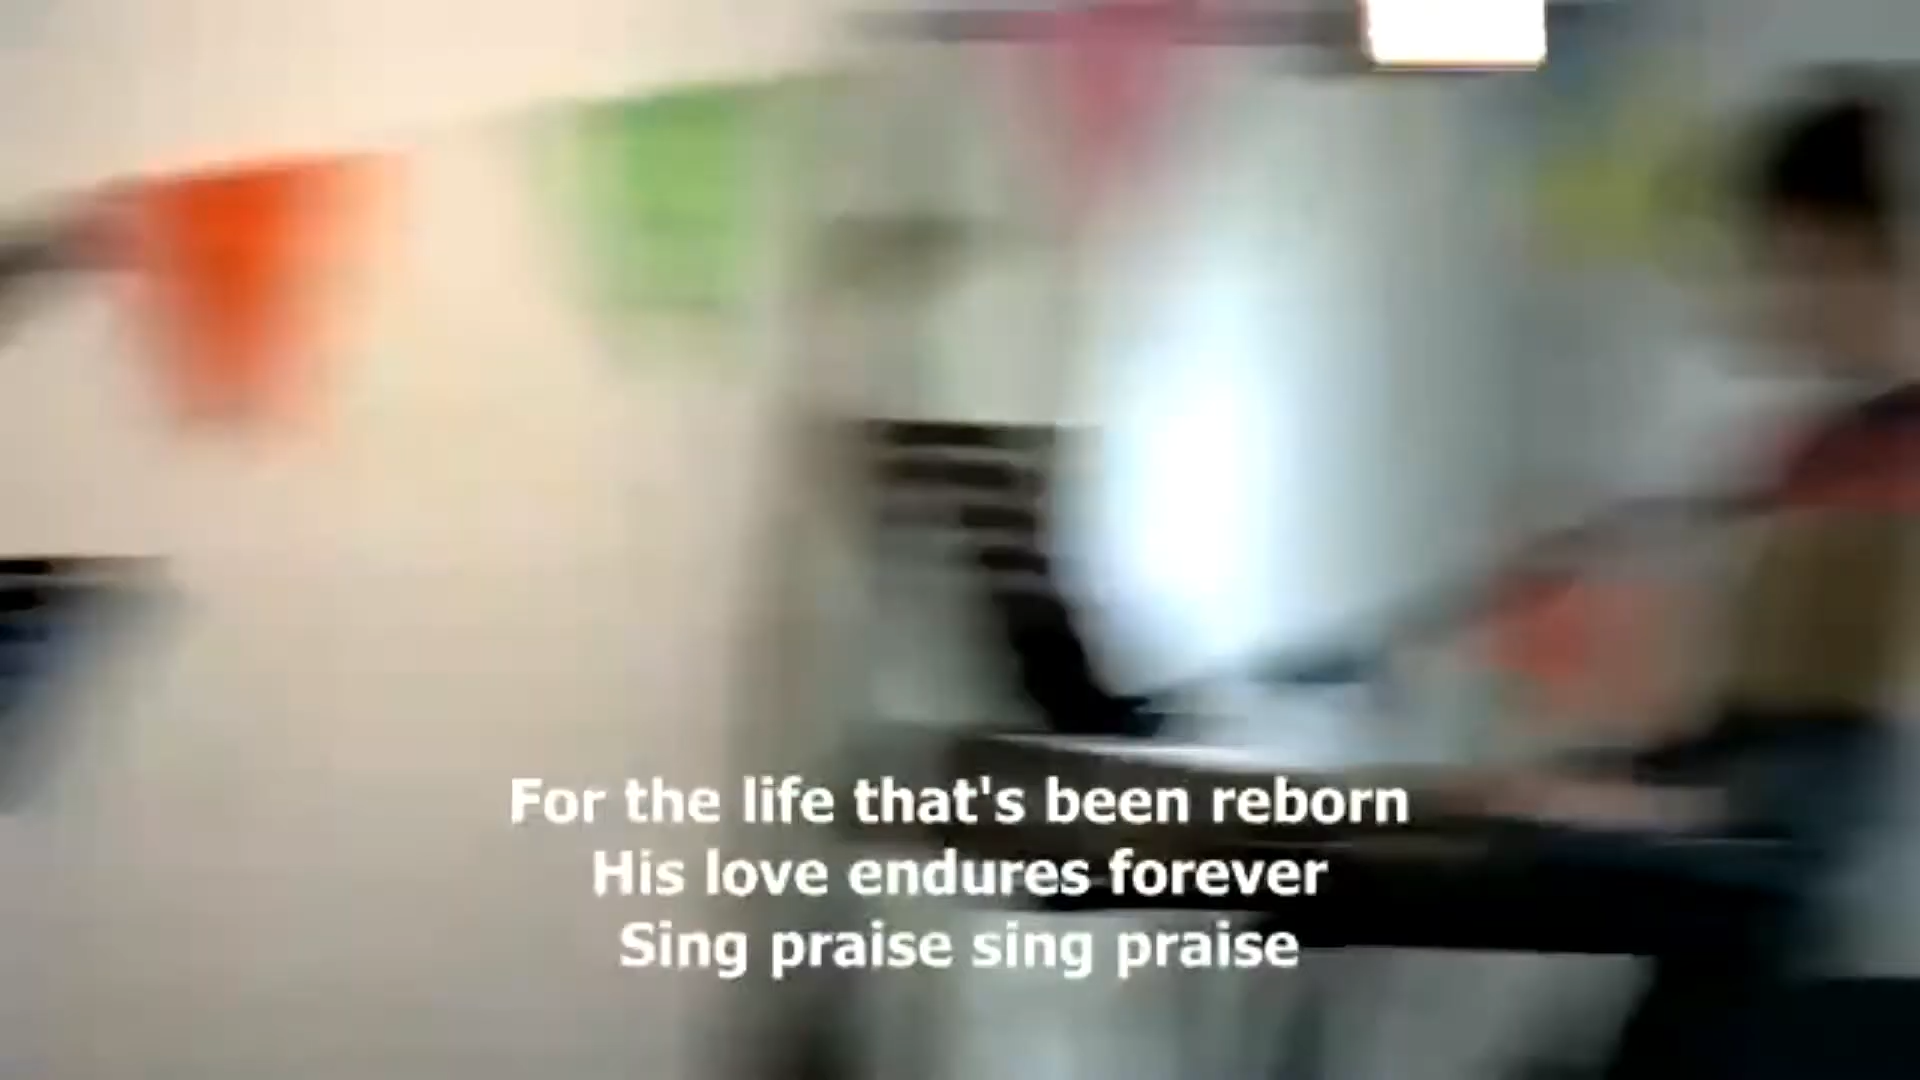 For the life that's been reborn
His love endures forever
Sing praise sing praise